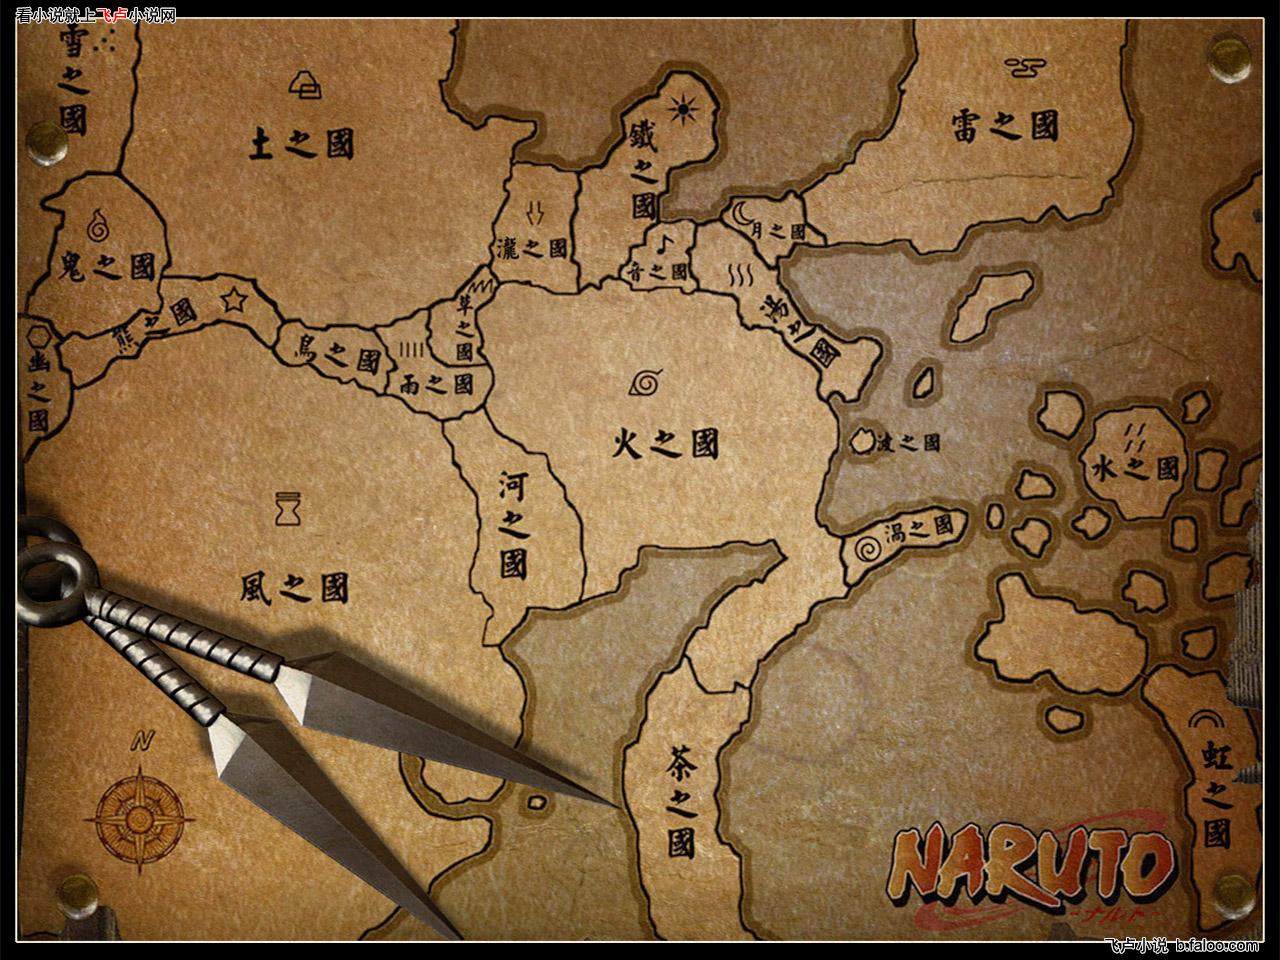 看小说就上飞卢小说网
雪之國
土之國
鐵之國
雷之國
鬼之國
瀧之國
音之國
月之國
熊之國
草之國
湯之國
鳥之國
雨之國
火之國
波之國
水之國
河之國
渦之國
風之國
茶之國
虹之國
N
NARUTO
-ナルト-
飞卢小说 b.faloo.com